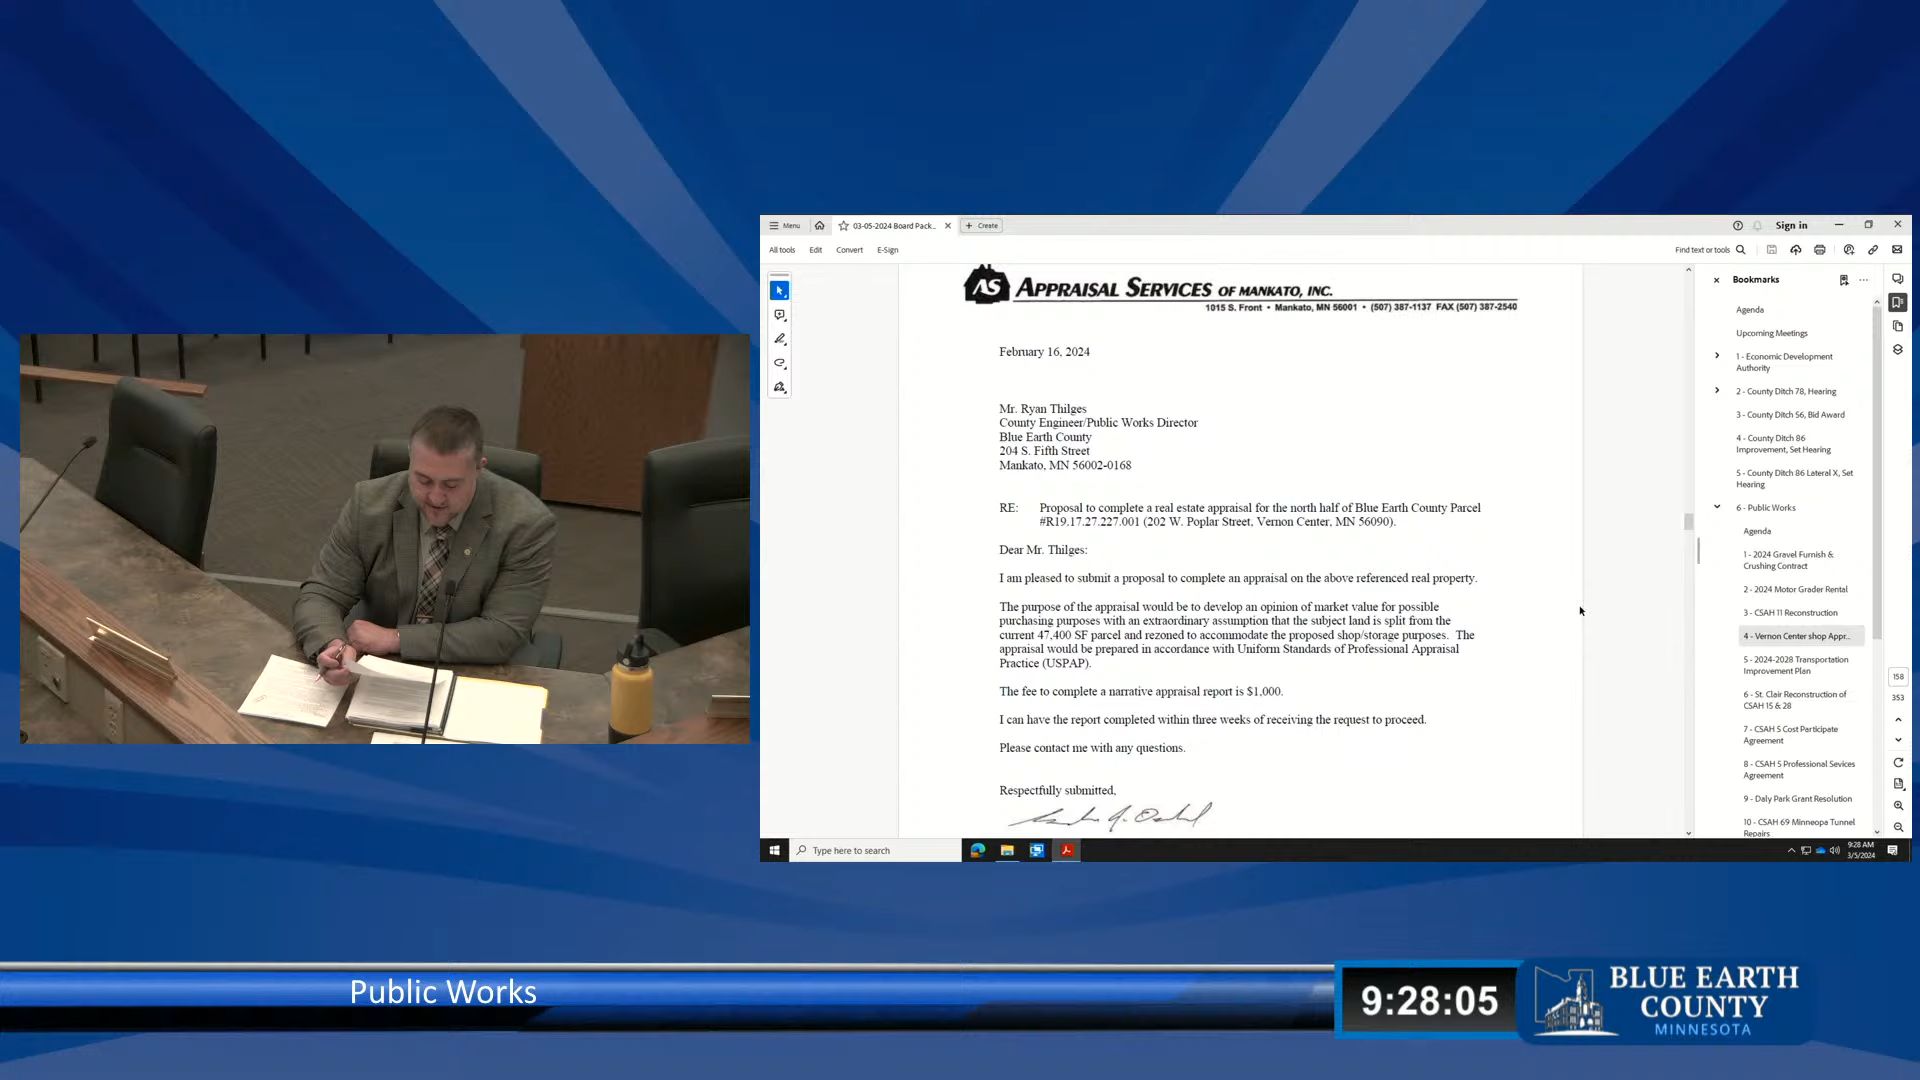 Menu
03-05-2024 Board Pack...
Create
Sign in
All tools
Edit
Convert
E-Sign
Find text or tools
AS
APPRAISAL SERVICES OF MANKATO, INC.
1015 S. Front • Mankato, MN 56001 • (507) 387-1137 FAX (507) 387-2540
February 16, 2024
Mr. Ryan Thilges
County Engineer/Public Works Director
Blue Earth County
204 S. Fifth Street
Mankato, MN 56002-0168
RE: Proposal to complete a real estate appraisal for the north half of Blue Earth County Parcel
#R19.17.27.227.001 (202 W. Poplar Street, Vernon Center, MN 56090).
Dear Mr. Thilges:
I am pleased to submit a proposal to complete an appraisal on the above referenced real property.
The purpose of the appraisal would be to develop an opinion of market value for possible
purchasing purposes with an extraordinary assumption that the subject land is split from the
current 47,400 SF parcel and rezoned to accommodate the proposed shop/storage purposes. The
appraisal would be prepared in accordance with Uniform Standards of Professional Appraisal
Practice (USPAP).
The fee to complete a narrative appraisal report is $1,000.
I can have the report completed within three weeks of receiving the request to proceed.
Please contact me with any questions.
Respectfully submitted,
Bookmarks
Agenda
Upcoming Meetings
1 - Economic Development
Authority
2 - County Ditch 78, Hearing
3 - County Ditch 56, Bid Award
4 - County Ditch 86
Improvement, Set Hearing
5 - County Ditch 86 Lateral X, Set
Hearing
6 - Public Works
Agenda
1 - 2024 Gravel Furnish &
Crushing Contract
2 - 2024 Motor Grader Rental
3 - CSAH 11 Reconstruction
4 - Vernon Center shop Appr...
5 - 2024-2028 Transportation
Improvement Plan
6 - St. Clair Reconstruction of
CSAH 15 & 28
7 - CSAH 5 Cost Participate
Agreement
8 - CSAH 5 Professional Sevices
Agreement
9 - Daly Park Grant Resolution
10 - CSAH 69 Minneopa Tunnel
Repairs
158
353
Type here to search
9:28 AM
3/5/2024
Public Works
9:28:05
BLUE EARTH
COUNTY
MINNESOTA